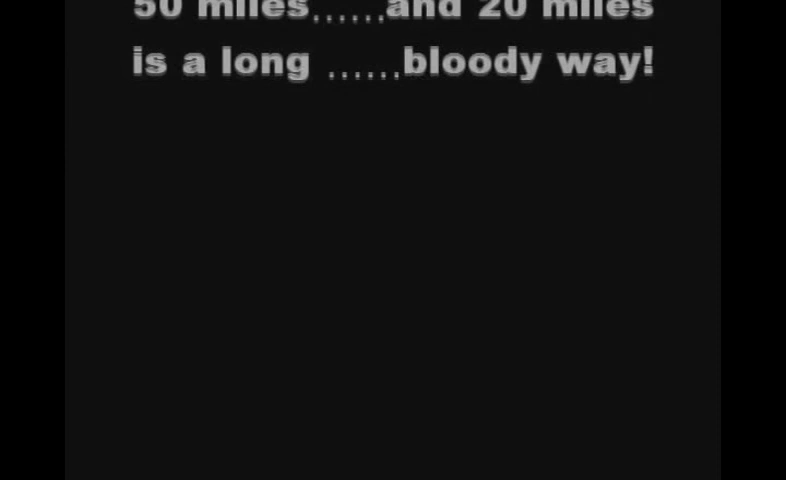 50 miles......and 20 miles
is a long ......bloody way!